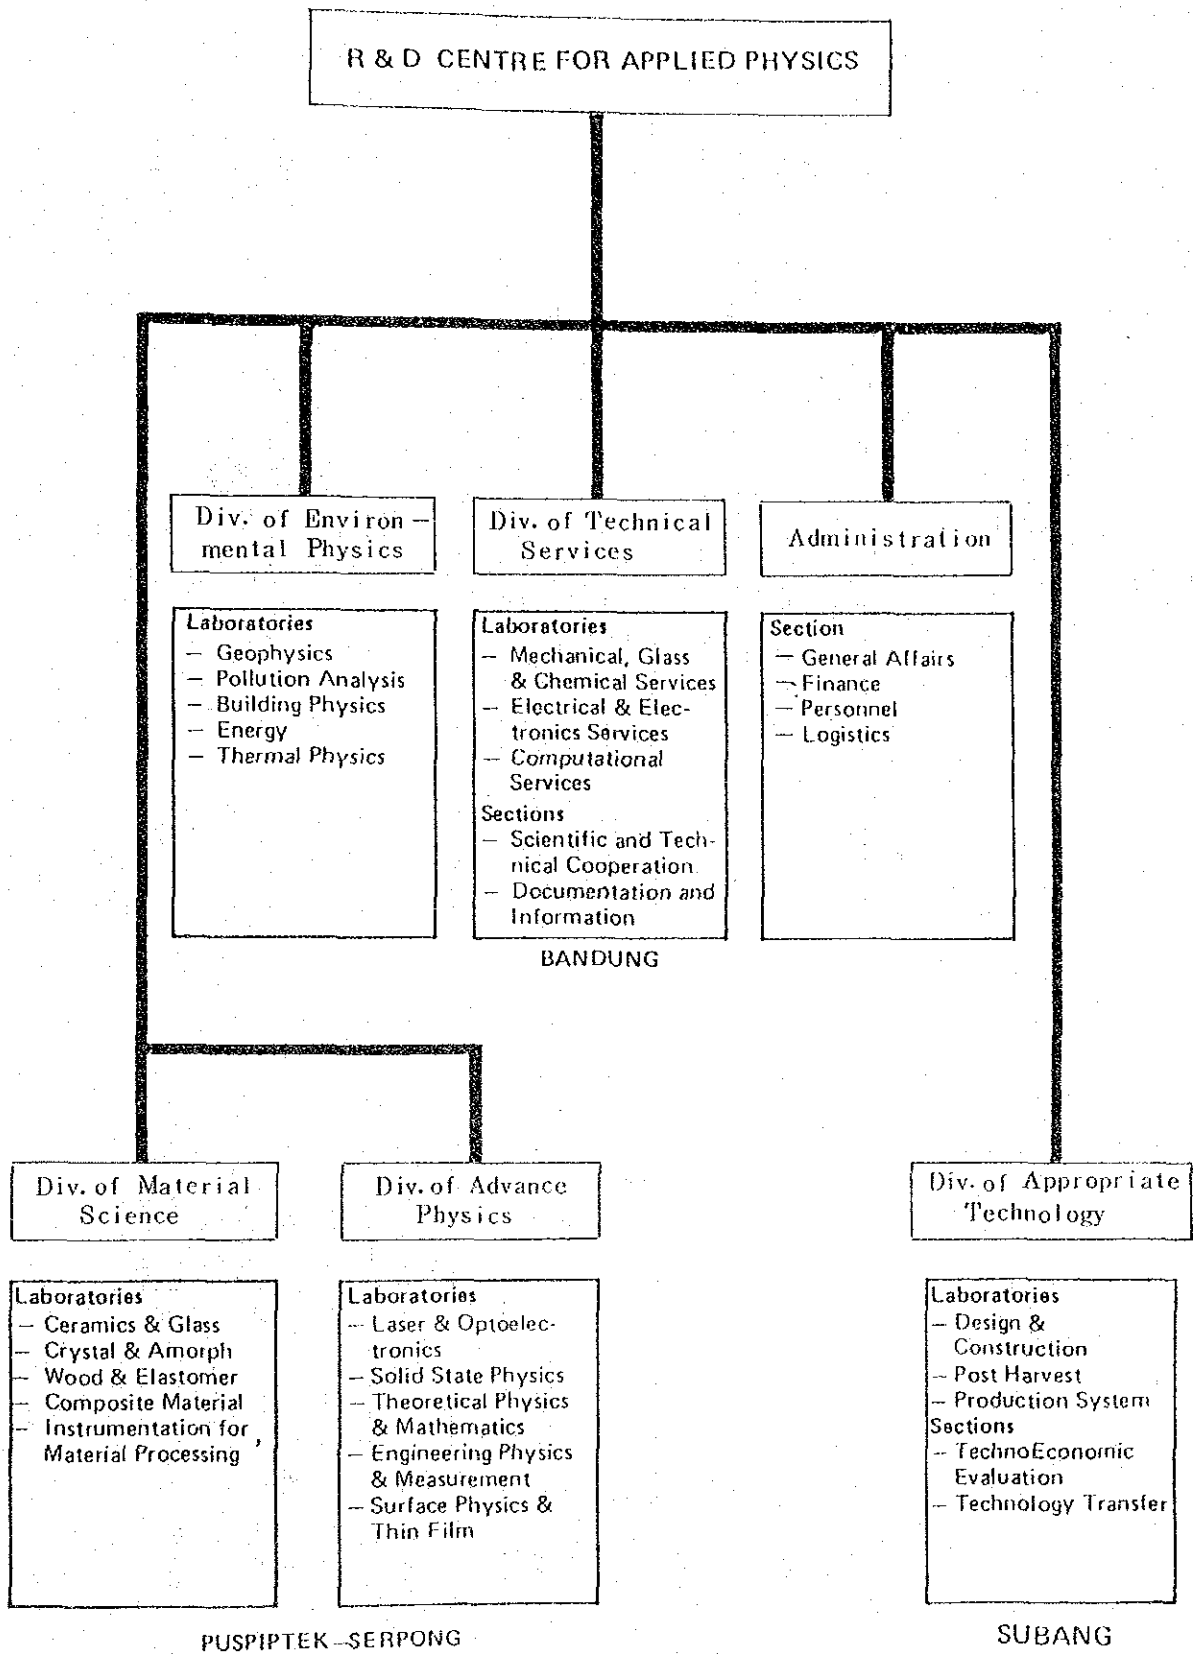 R & D CENTRE FOR APPLIED PHYSICS
Div. of Environ-
mental Physics
Laboratories
- Geophysics
- Pollution Analysis
- Building Physics
- Energy
- Thermal Physics
Div. of Technical
Services
Laboratories
- Mechanical, Glass
& Chemical Services
- Electrical & Elec-
tronics Services
- Computational
Services
Sections
- Scientific and Tech-
nical Cooperation
- Documentation and
Information
Administration
Section
- General Affairs
- Finance
- Personnel
- Logistics
BANDUNG
Div. of Material
Science
Laboratories
- Ceramics & Glass
- Crystal & Amorph
- Wood & Elastomer
- Composite Material
- Instrumentation for
Material Processing
Div. of Advance
Physics
Laboratories
- Laser & Optoelec-
tronics
- Solid State Physics
- Theoretical Physics
& Mathematics
- Engineering Physics
& Measurement
- Surface Physics &
Thin Film
PUSPIPTEK-SERPONG
Div. of Appropriate
Technology
Laboratories
- Design &
Construction
- Post Harvest
- Production System
Sections
- TechnoEconomic
Evaluation
- Technology Transfer
SUBANG